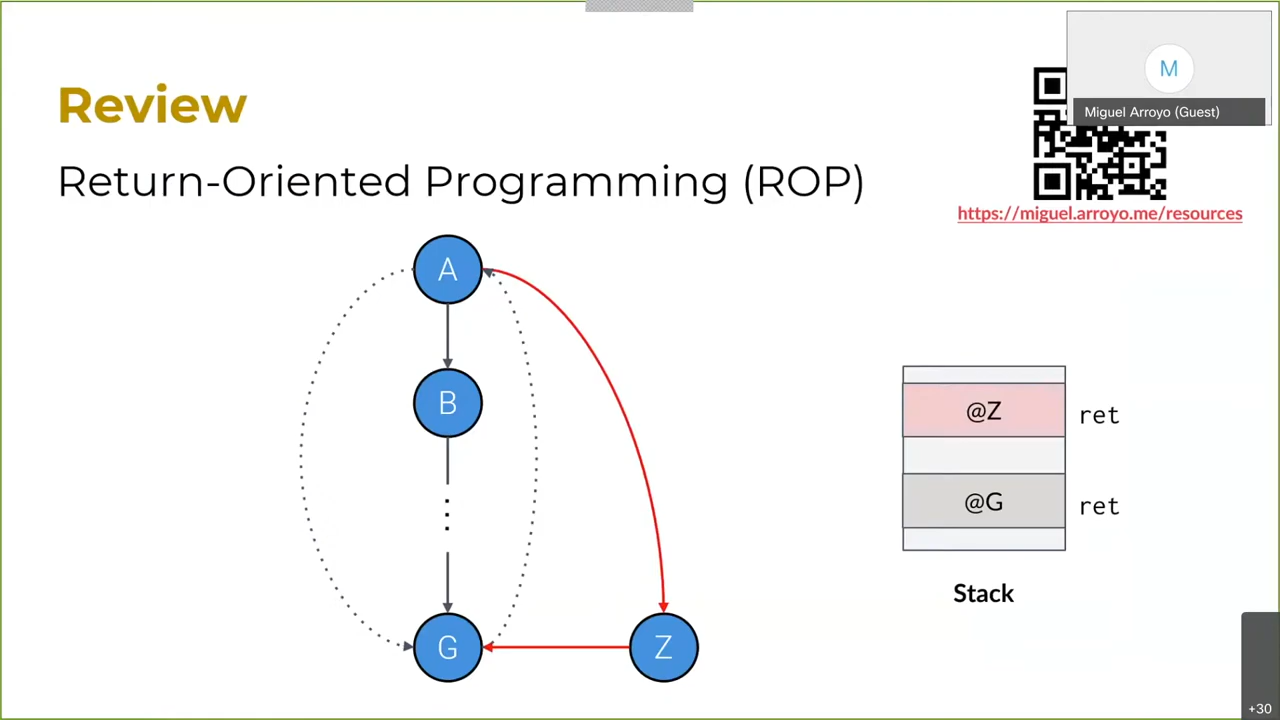 Review
M
Miguel Arroyo (Guest)
Return-Oriented Programming (ROP)
https://miguel.arroyo.me/resources
A
B
@Z ret
@G ret
Stack
G
Z
+30